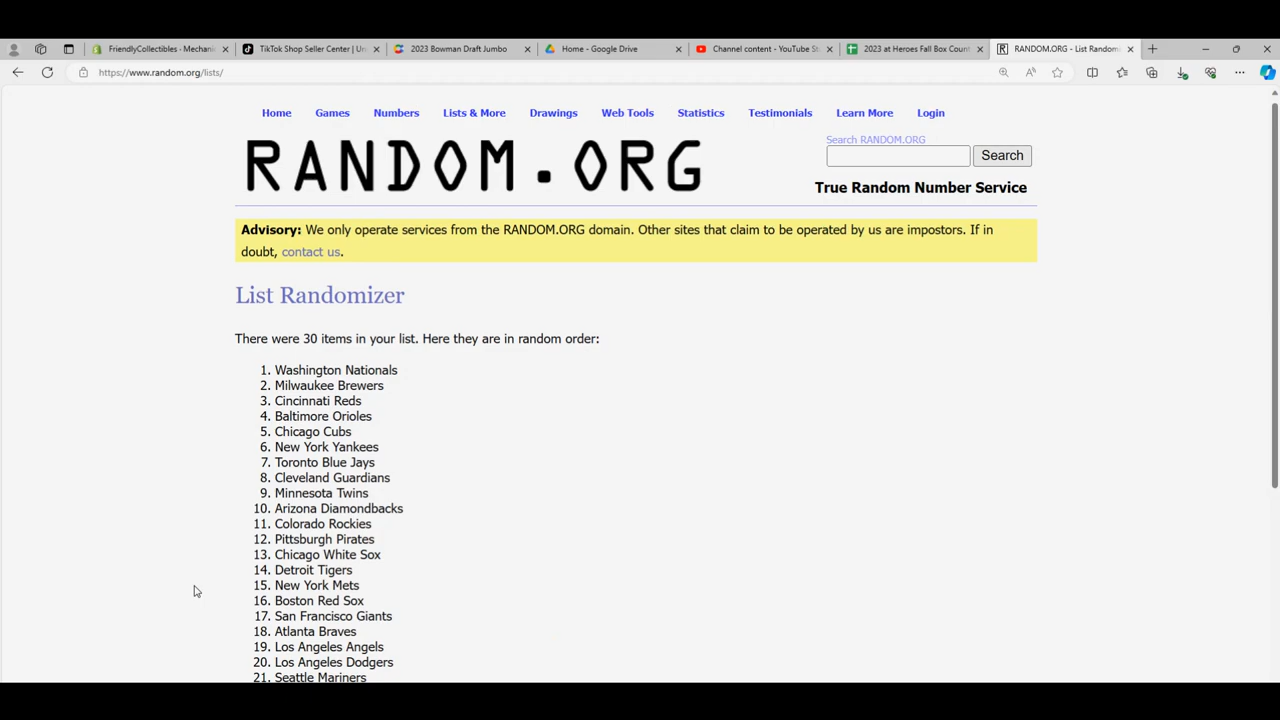 FriendlyCollectibles - Mechani
TikTok Shop Seller Center | Un
2023 Bowman Draft Jumbo
Home - Google Drive
Channel content - YouTube St
2023 at Heroes Fall Box Count
RANDOM.ORG - List Randomi
https://www.random.org/lists/
Home Games Numbers Lists & More Drawings Web Tools Statistics Testimonials Learn More Login
RANDOM.ORG
Search RANDOM.ORG
Search
True Random Number Service
Advisory: We only operate services from the RANDOM.ORG domain. Other sites that claim to be operated by us are impostors. If in
doubt, contact us.
List Randomizer
There were 30 items in your list. Here they are in random order:
1. Washington Nationals
2. Milwaukee Brewers
3. Cincinnati Reds
4. Baltimore Orioles
5. Chicago Cubs
6. New York Yankees
7. Toronto Blue Jays
8. Cleveland Guardians
9. Minnesota Twins
10. Arizona Diamondbacks
11. Colorado Rockies
12. Pittsburgh Pirates
13. Chicago White Sox
14. Detroit Tigers
15. New York Mets
16. Boston Red Sox
17. San Francisco Giants
18. Atlanta Braves
19. Los Angeles Angels
20. Los Angeles Dodgers
21. Seattle Mariners